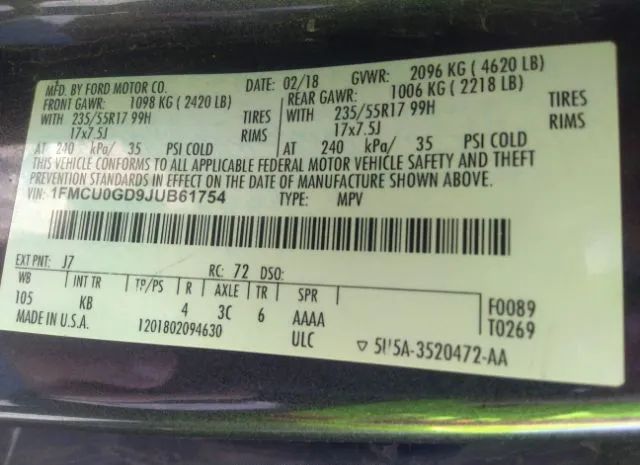 MFD. BY FORD MOTOR CO. DATE: 02/18 GVWR: 2096 KG ( 4620 LB)
FRONT GAWR: 1098 KG ( 2420 LB) REAR GAWR: 1006 KG ( 2218 LB)
WITH 235/55R17 99H TIRES WITH 235/55R17 99H TIRES
17x7.5J RIMS 17x7.5J RIMS
AT 240 kPa/ 35 PSI COLD AT 240 kPa/ 35 PSI COLD
THIS VEHICLE CONFORMS TO ALL APPLICABLE FEDERAL MOTOR VEHICLE SAFETY AND THEFT
PREVENTION STANDARDS IN EFFECT ON THE DATE OF MANUFACTURE SHOWN ABOVE.
VIN: 1FMCU0GD9JUB61754 TYPE: MPV
EXT PNT: J7 RC: 72 DSO:
WB INT TR TP/PS R AXLE TR SPR
105 KB 4 3C 6 AAAA F0089
MADE IN U.S.A. 1201802094630 ULC T0269
▽ 5U5A-3520472-AA